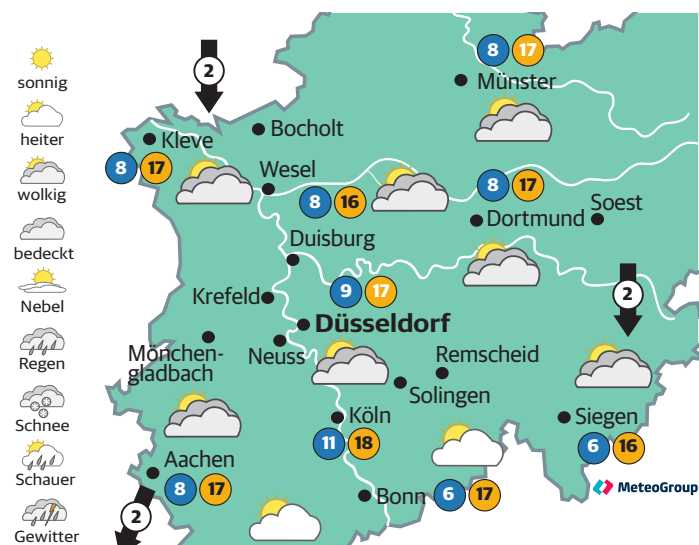 sonnig
heiter
wolkig
bedeckt
Nebel
Regen
Schnee
Schauer
Gewitter
2
8 17
Münster
Kleve
Bocholt
8 17
Wesel
8 16
8 17
Dortmund
Soest
Duisburg
9 17
2
Krefeld
Düsseldorf
Mönchen-
gladbach
Neuss
Remscheid
Solingen
Köln
11 18
Siegen
6 16
Aachen
8 17
2
Bonn
6 17
MeteoGroup